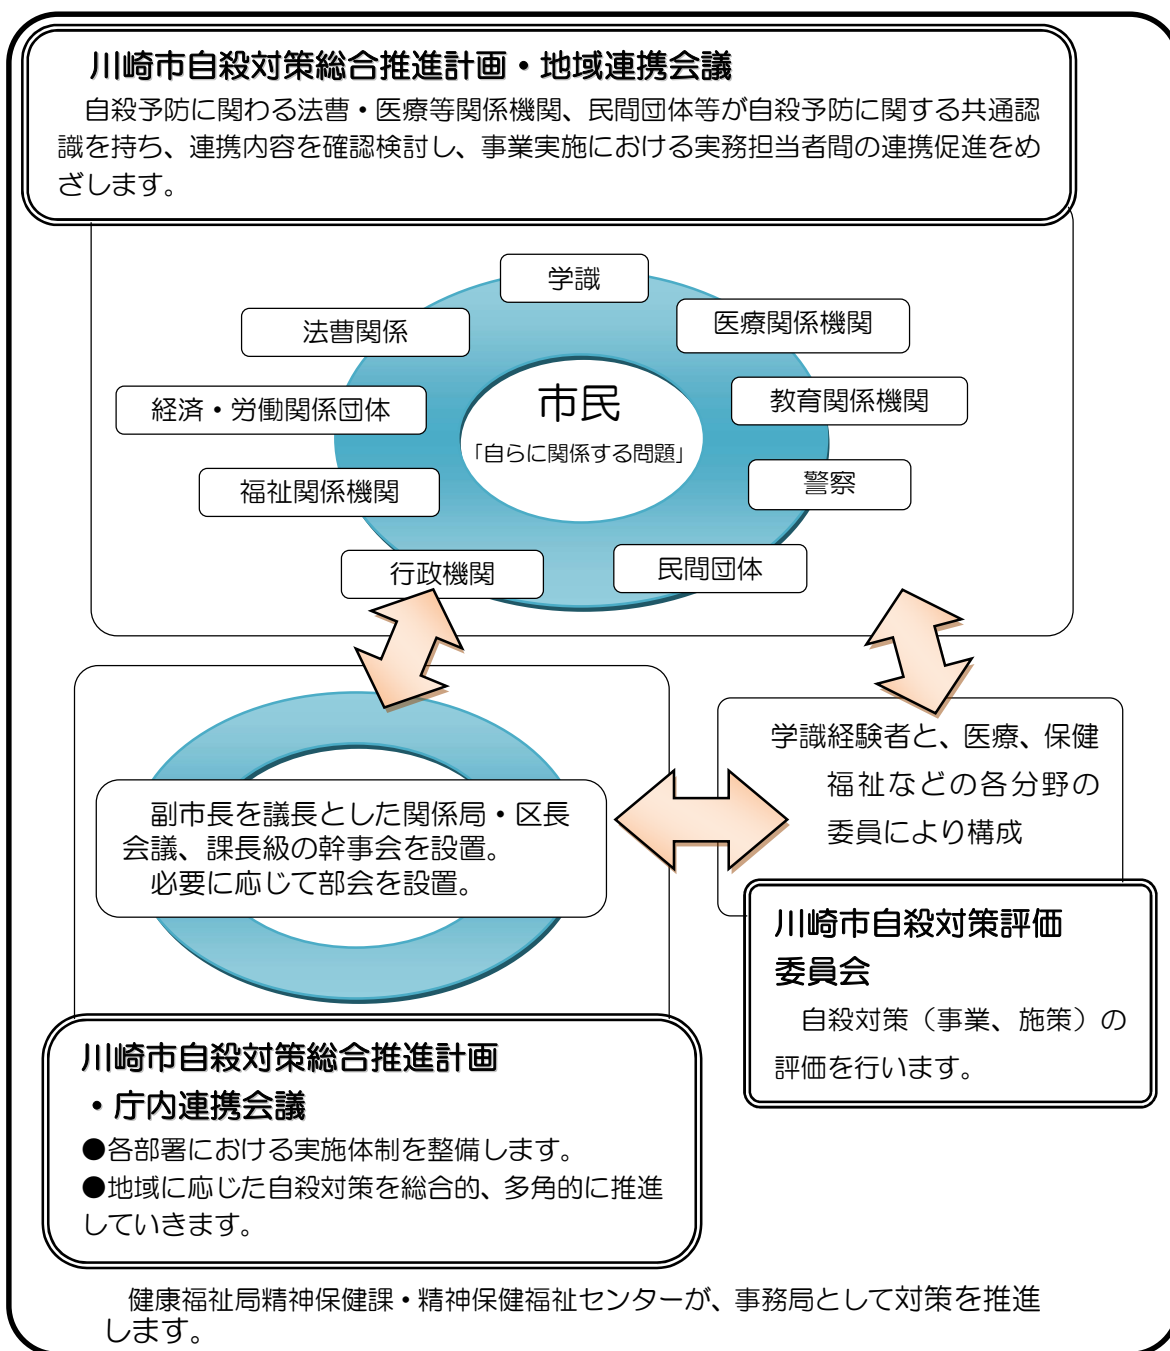 川崎市自殺対策総合推進計画・地域連携会議
自殺予防に関わる法曹・医療等関係機関、民間団体等が自殺予防に関する共通認
識を持ち、連携内容を確認検討し、事業実施における実務担当者間の連携促進をめ
ざします。
学識
法曹関係
医療関係機関
経済・労働関係団体
市民
教育関係機関
「自らに関係する問題」
福祉関係機関
警察
行政機関
民間団体
副市長を議長とした関係局・区長
会議、課長級の幹事会を設置。
必要に応じて部会を設置。
学識経験者と、医療、保健
福祉などの各分野の
委員により構成
川崎市自殺対策評価
委員会
自殺対策（事業、施策）の
評価を行います。
川崎市自殺対策総合推進計画
・庁内連携会議
●各部署における実施体制を整備します。
●地域に応じた自殺対策を総合的、多角的に推進
していきます。
健康福祉局精神保健課・精神保健福祉センターが、事務局として対策を推進
します。